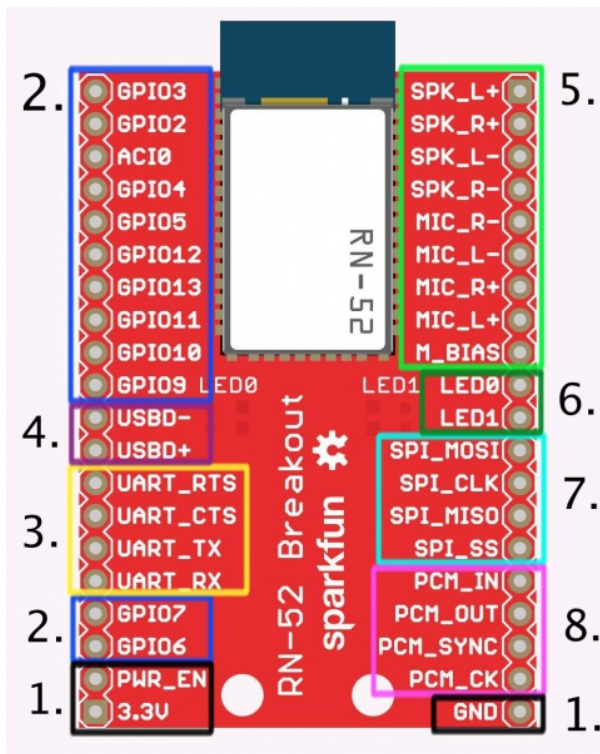 2.
GPIO3
GPIO2
ACI0
GPIO4
GPIO5
GPIO12
GPIO13
GPIO11
GPIO10
GPIO9
4.
USBD-
USBD+
3.
UART_RTS
UART_CTS
UART_TX
UART_RX
2.
GPIO7
GPIO6
1.
PWR_EN
3.3V
RN-52
LED0
LED1
RN-52 Breakout
sparkfun
5.
SPK_L+
SPK_R+
SPK_L-
SPK_R-
MIC_R-
MIC_L-
MIC_R+
MIC_L+
M_BIAS
6.
LED0
LED1
7.
SPI_MOSI
SPI_CLK
SPI_MISO
SPI_SS
8.
PCM_IN
PCM_OUT
PCM_SYNC
PCM_CK
1.
GND